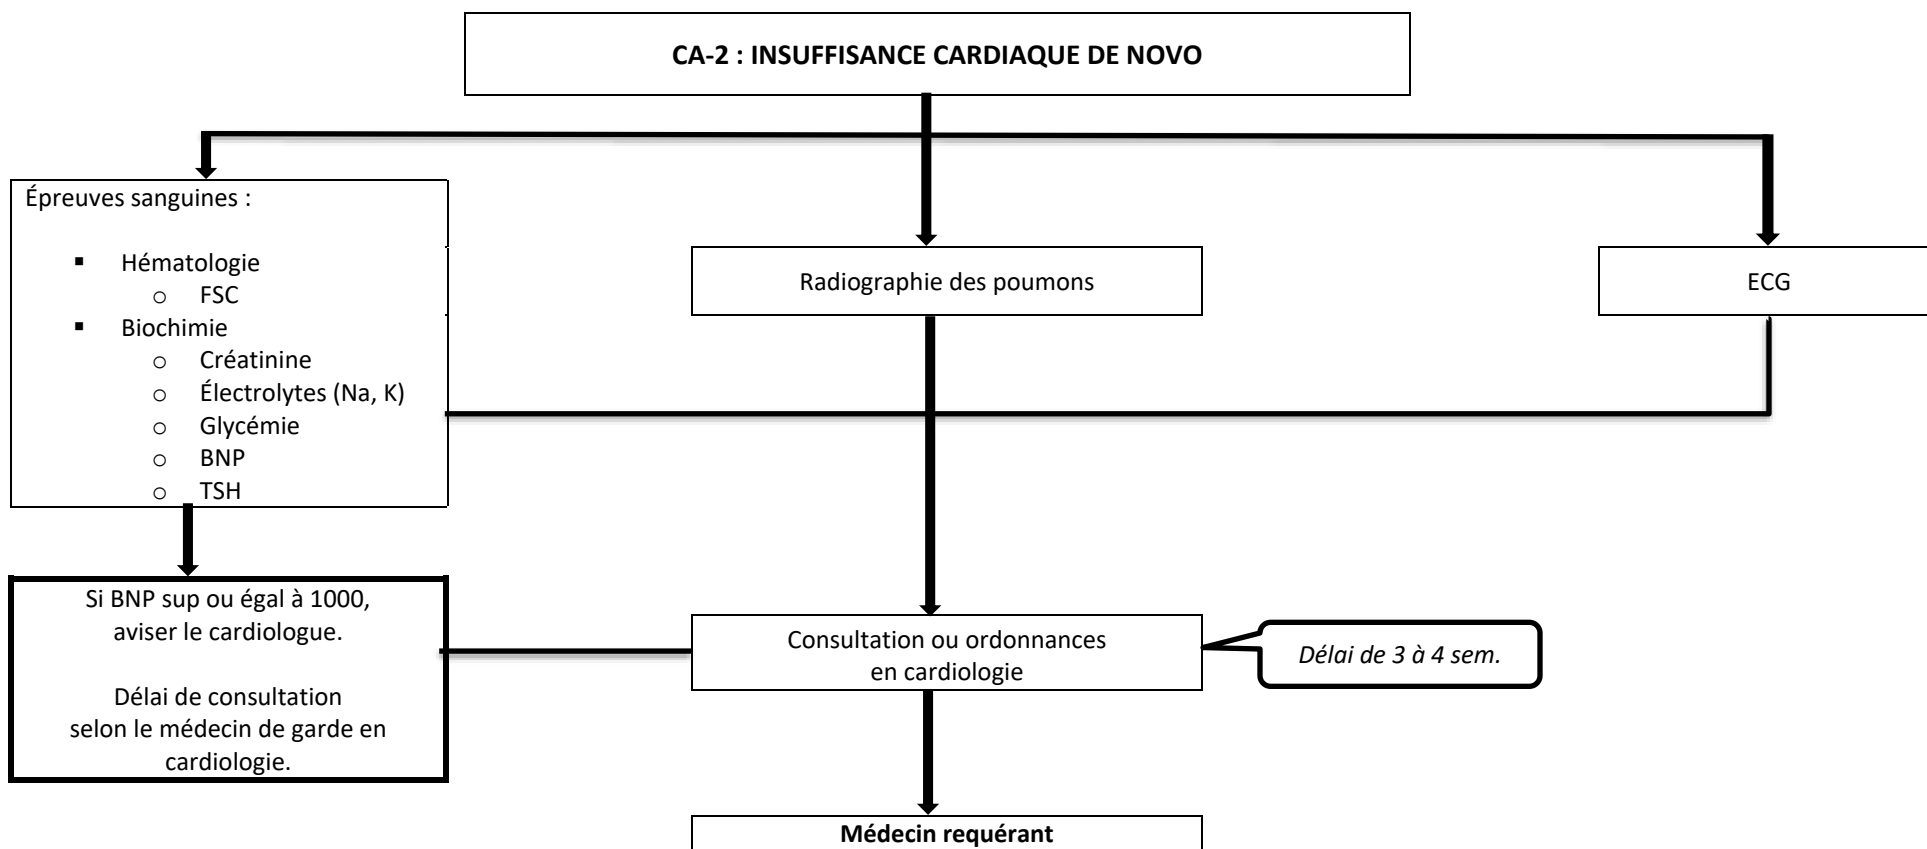 CA-2 : INSUFFISANCE CARDIAQUE DE NOVO
Épreuves sanguines :
▪ Hématologie
o FSC
▪ Biochimie
o Créatinine
o Électrolytes (Na, K)
o Glycémie
o BNP
o TSH
Radiographie des poumons
ECG
Si BNP sup ou égal à 1000,
aviser le cardiologue.
Délai de consultation
selon le médecin de garde en
cardiologie.
Consultation ou ordonnances
en cardiologie
Délai de 3 à 4 sem.
Médecin requérant